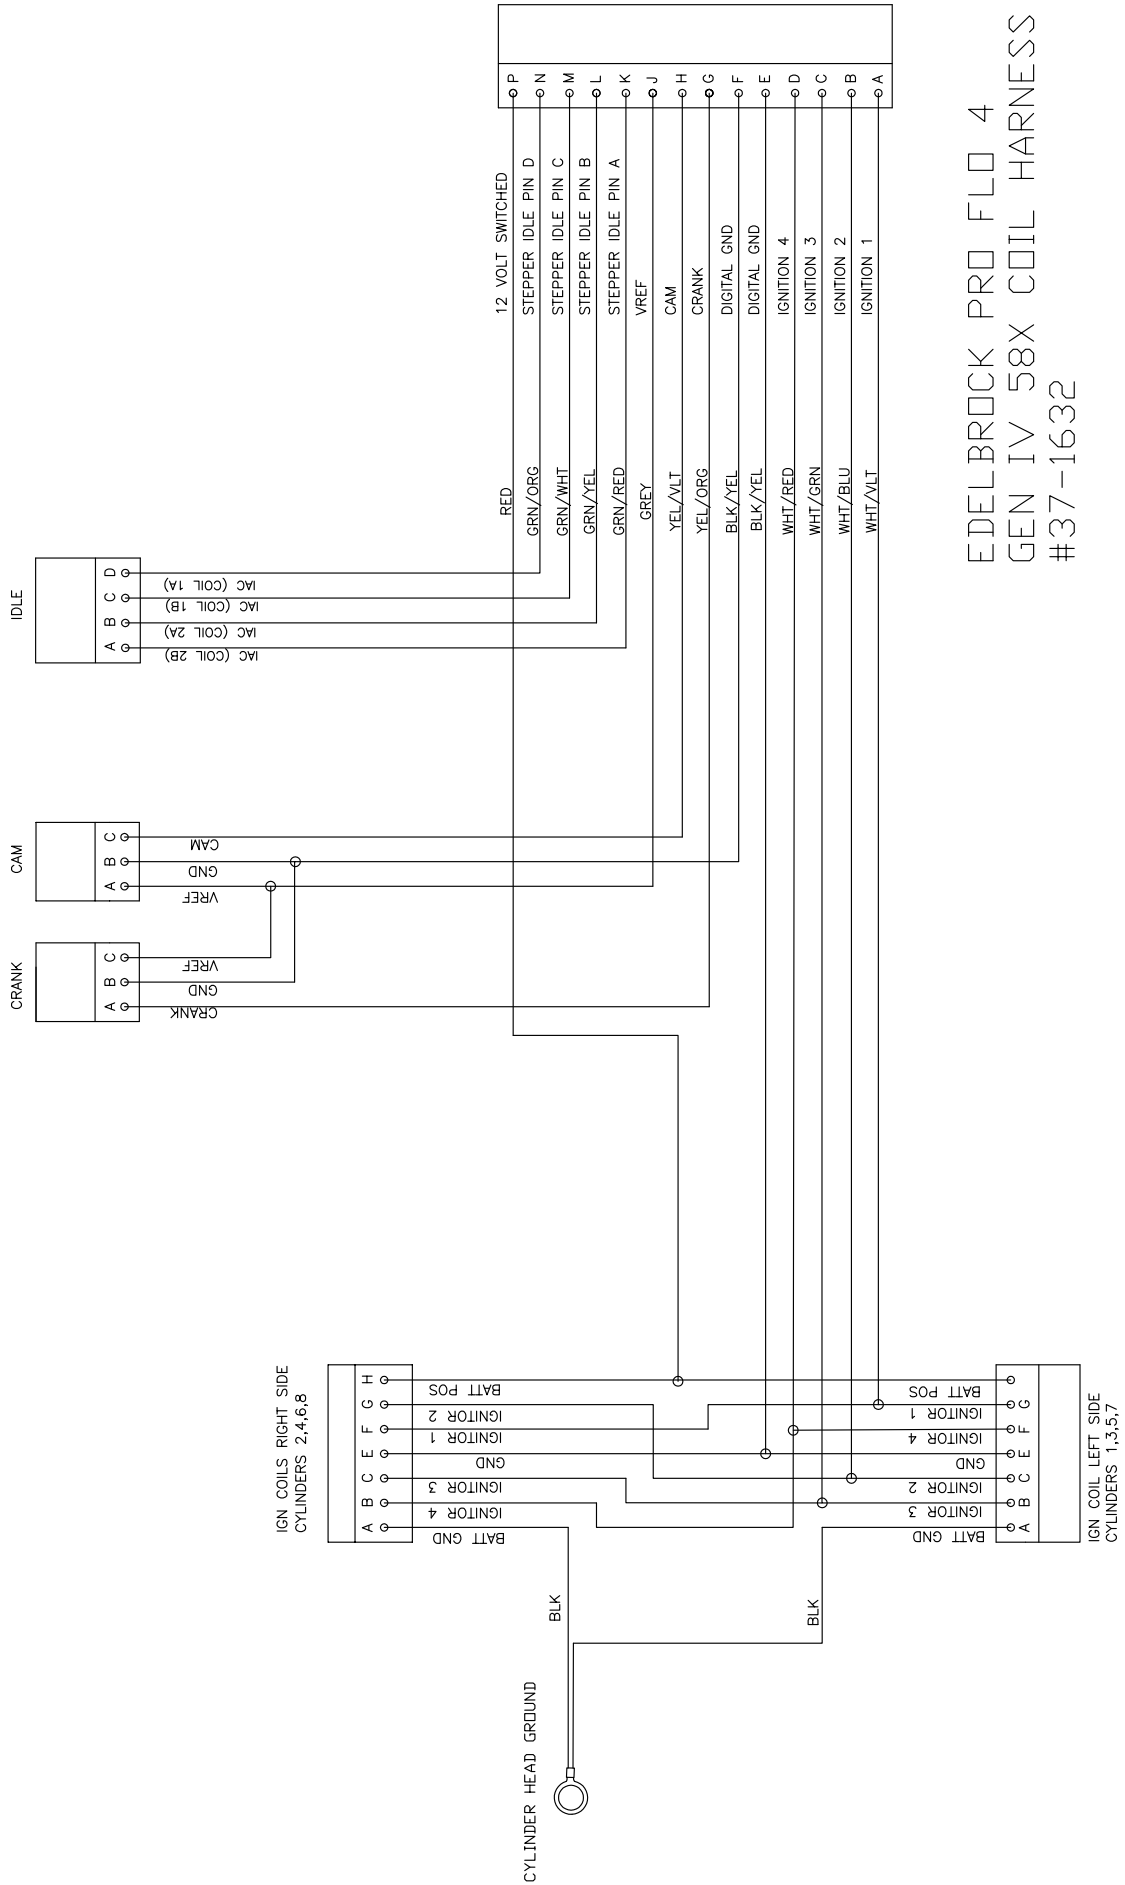 P
N
M
L
K
J
H
G
F
E
D
C
B
A
12 VOLT SWITCHED
STEPPER IDLE PIN D
STEPPER IDLE PIN C
STEPPER IDLE PIN B
STEPPER IDLE PIN A
VREF
CAM
CRANK
DIGITAL GND
DIGITAL GND
IGNITION 4
IGNITION 3
IGNITION 2
IGNITION 1
RED
GRN/ORG
GRN/WHT
GRN/YEL
GRN/RED
GREY
YEL/VLT
YEL/ORG
BLK/YEL
BLK/YEL
WHT/RED
WHT/GRN
WHT/BLU
WHT/VLT
EDELBROCK PRO FLO 4
GEN IV 58X COIL HARNESS
#37-1632
IDLE
D
C
B
A
IAC (COIL 1A)
IAC (COIL 1B)
IAC (COIL 2A)
IAC (COIL 2B)
CAM
C
B
A
CAM
GND
VREF
CRANK
C
B
A
VREF
GND
CRANK
IGN COILS RIGHT SIDE
CYLINDERS 2,4,6,8
H
G
F
E
C
B
A
BATT POS
IGNITOR 2
IGNITOR 1
GND
IGNITOR 3
IGNITOR 4
BATT GND
BATT POS
IGNITOR 1
IGNITOR 4
GND
IGNITOR 2
IGNITOR 3
BATT GND
G
F
E
C
B
A
IGN COIL LEFT SIDE
CYLINDERS 1,3,5,7
BLK
BLK
CYLINDER HEAD GROUND